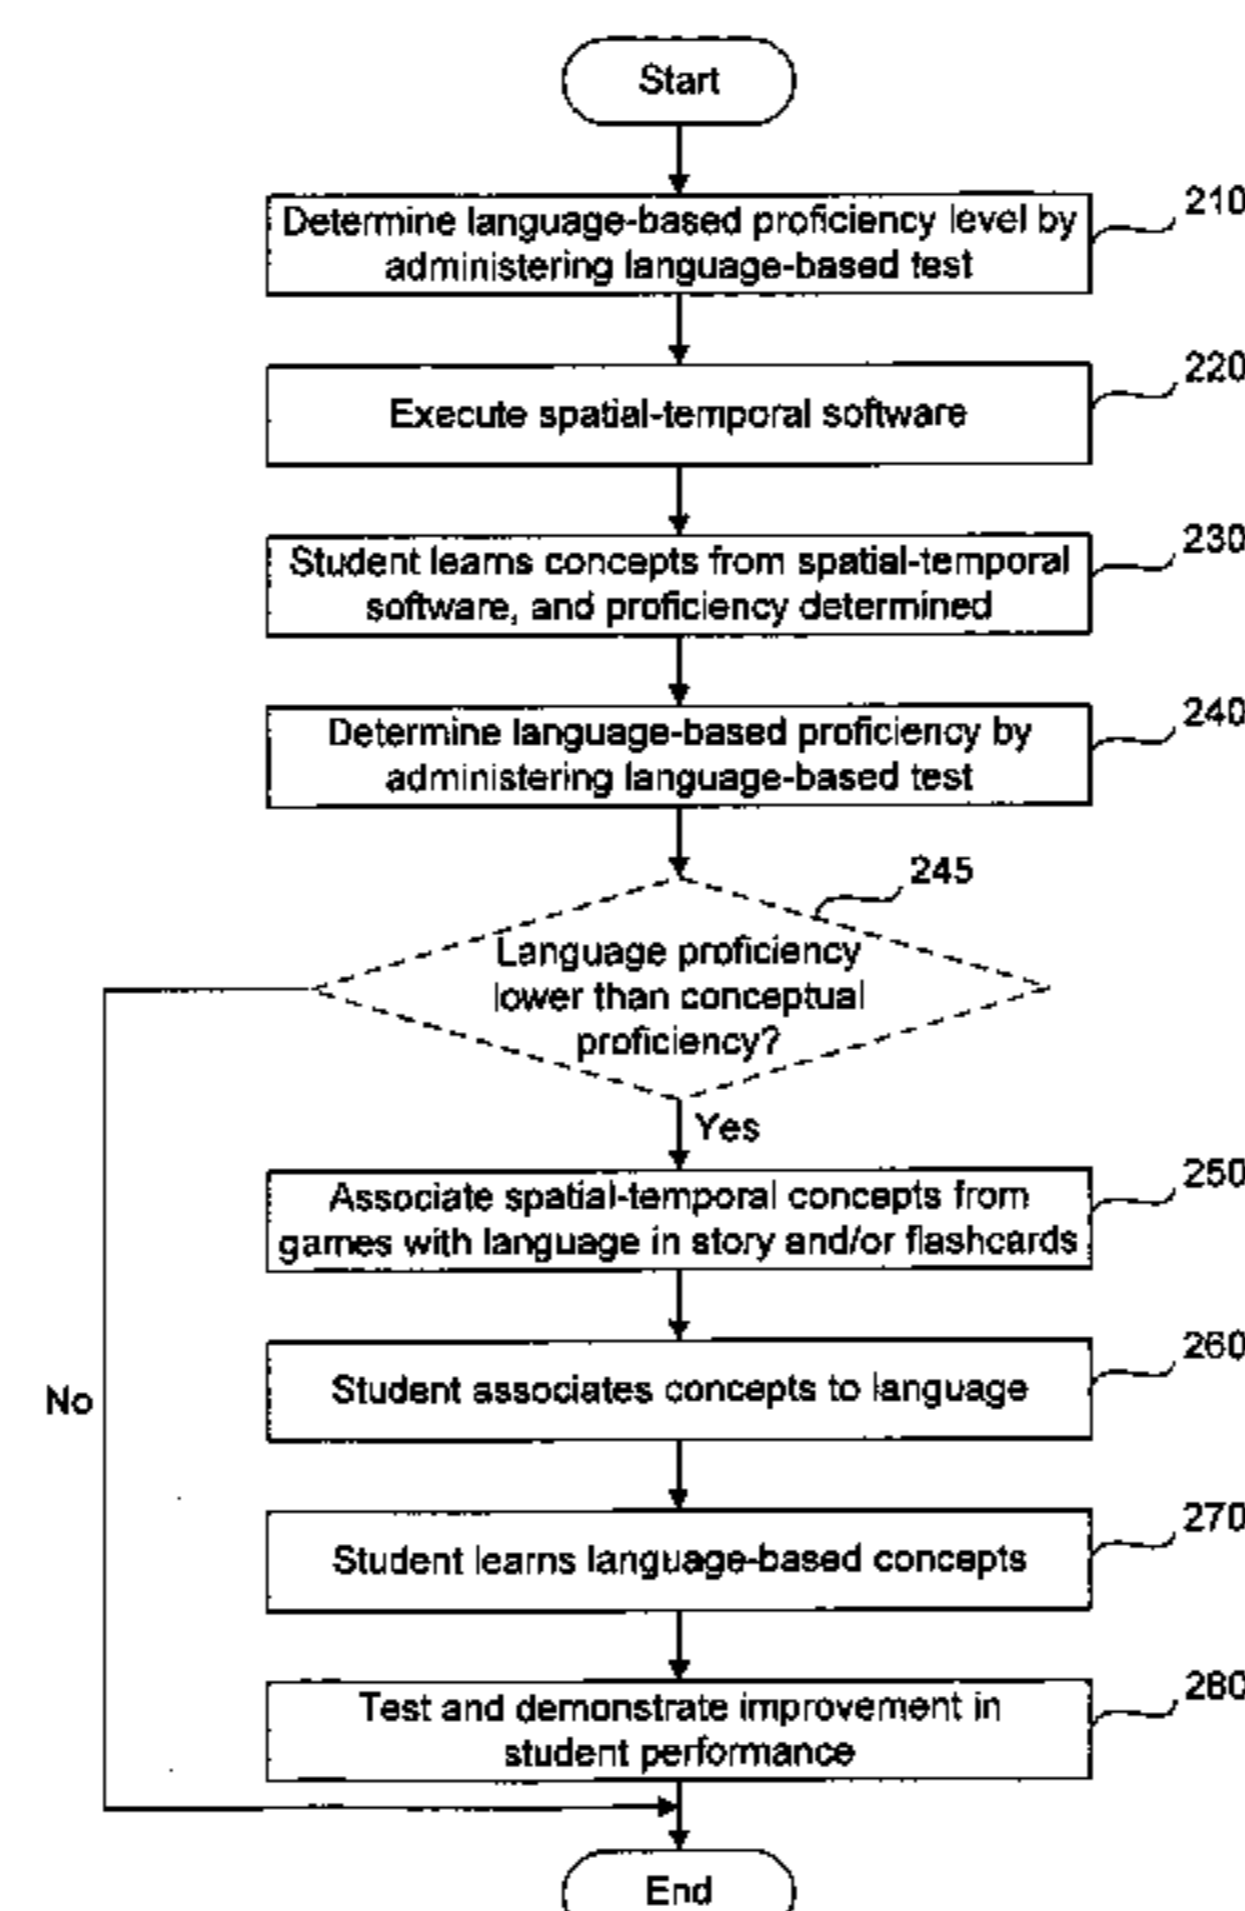 Start
210
Determine language-based proficiency level by
administering language-based test
220
Execute spatial-temporal software
230
Student learns concepts from spatial-temporal
software, and proficiency determined
240
Determine language-based proficiency by
administering language-based test
245
Language proficiency
lower than conceptual
proficiency?
Yes
250
Associate spatial-temporal concepts from
games with language in story and/or flashcards
260
Student associates concepts to language
No
270
Student learns language-based concepts
280
Test and demonstrate improvement in
student performance
End